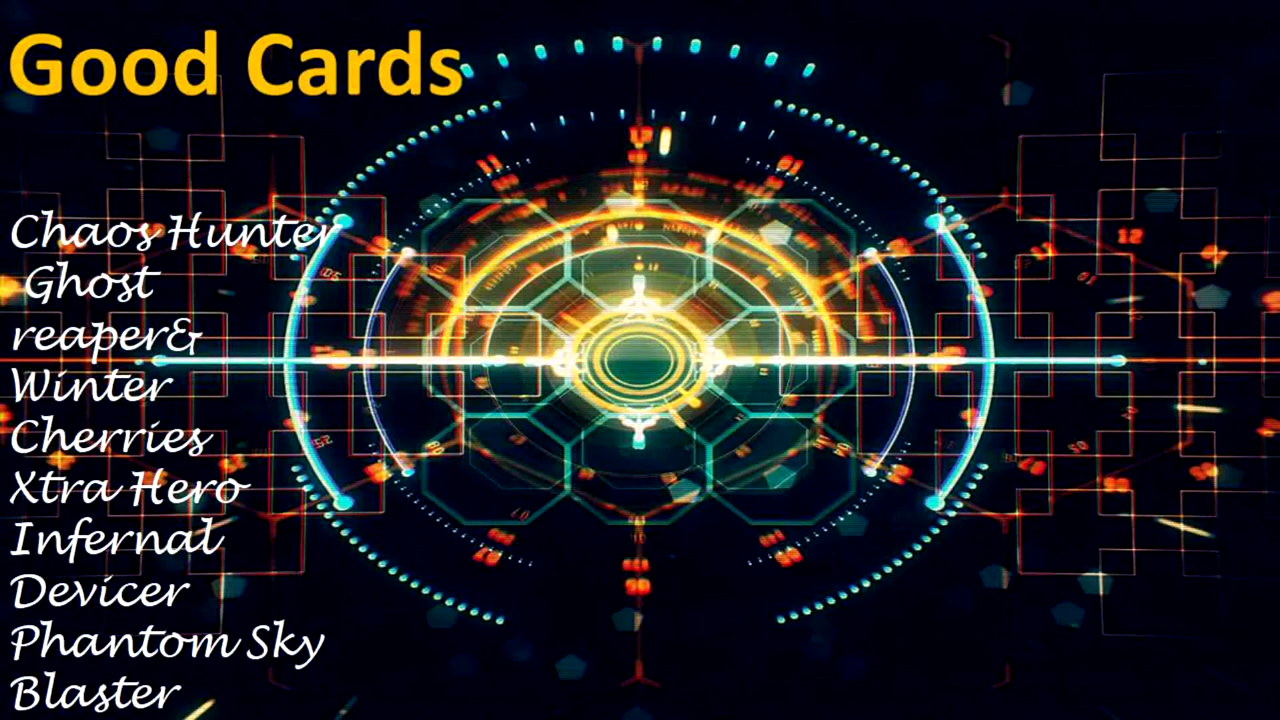 Good Cards
Chaos Hunter
Ghost
reaper&
Winter
Cherries
Xtra Hero
Infernal
Devicer
Phantom Sky
Blaster